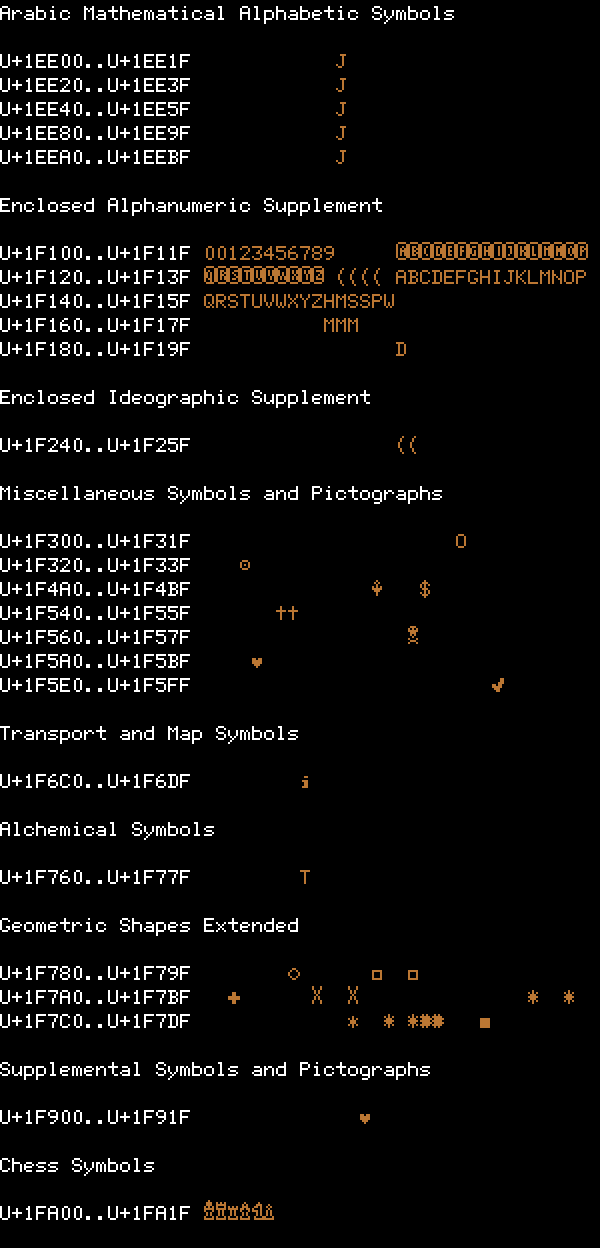 Arabic Mathematical Alphabetic Symbols
U+1EE00..U+1EE1F J
U+1EE20..U+1EE3F J
U+1EE40..U+1EE5F J
U+1EE80..U+1EE9F J
U+1EEA0..U+1EEBF J
Enclosed Alphanumeric Supplement
U+1F100..U+1F11F 00123456789
U+1F120..U+1F13F (((( ABCDEFGHIJKLMNOP
U+1F140..U+1F15F QRSTUVWXYZHMSSPW
U+1F160..U+1F17F MMM
U+1F180..U+1F19F D
Enclosed Ideographic Supplement
U+1F240..U+1F25F ((
Miscellaneous Symbols and Pictographs
U+1F300..U+1F31F O
U+1F320..U+1F33F ⊙
U+1F4A0..U+1F4BF $
U+1F540..U+1F55F ††
U+1F560..U+1F57F ☠
U+1F5A0..U+1F5BF ♥
U+1F5E0..U+1F5FF ✔
Transport and Map Symbols
U+1F6C0..U+1F6DF i
Alchemical Symbols
U+1F760..U+1F77F T
Geometric Shapes Extended
U+1F780..U+1F79F ◇ □ □
U+1F7A0..U+1F7BF + X X * *
U+1F7C0..U+1F7DF * * *** ■
Supplemental Symbols and Pictographs
U+1F900..U+1F91F ♥
Chess Symbols
U+1FA00..U+1FA1F ♔♕♖♗♘♙